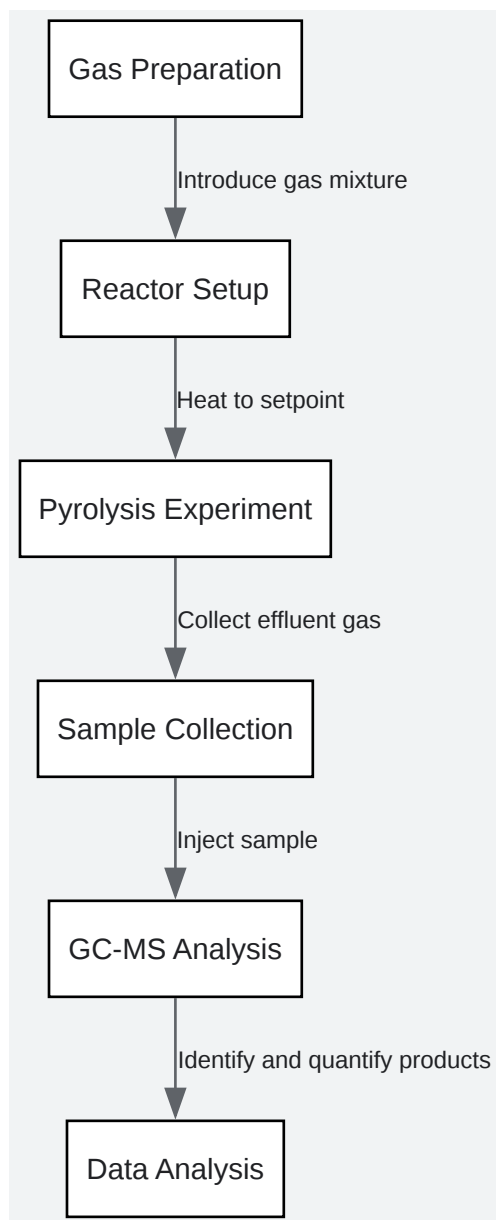 Gas Preparation
Introduce gas mixture
Reactor Setup
Heat to setpoint
Pyrolysis Experiment
Collect effluent gas
Sample Collection
Inject sample
GC-MS Analysis
Identify and quantify products
Data Analysis